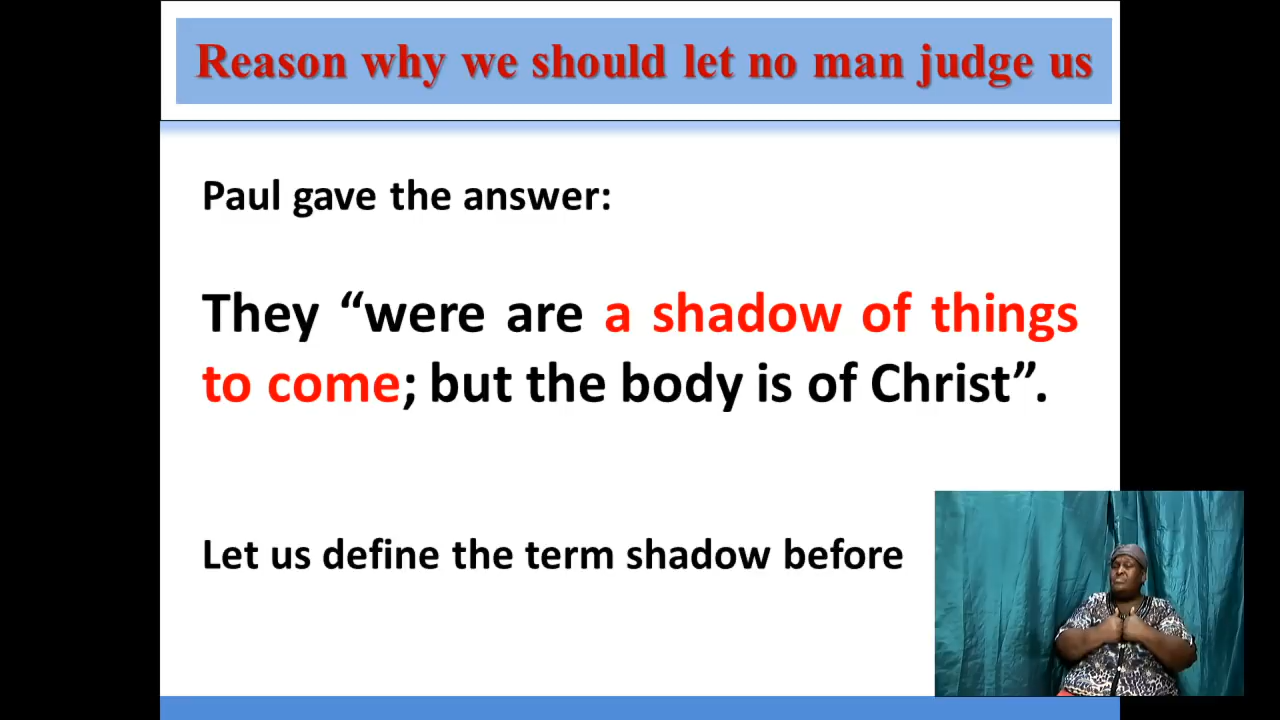 Reason why we should let no man judge us
Paul gave the answer:
They “were are a shadow of things
to come; but the body is of Christ”.
Let us define the term shadow before